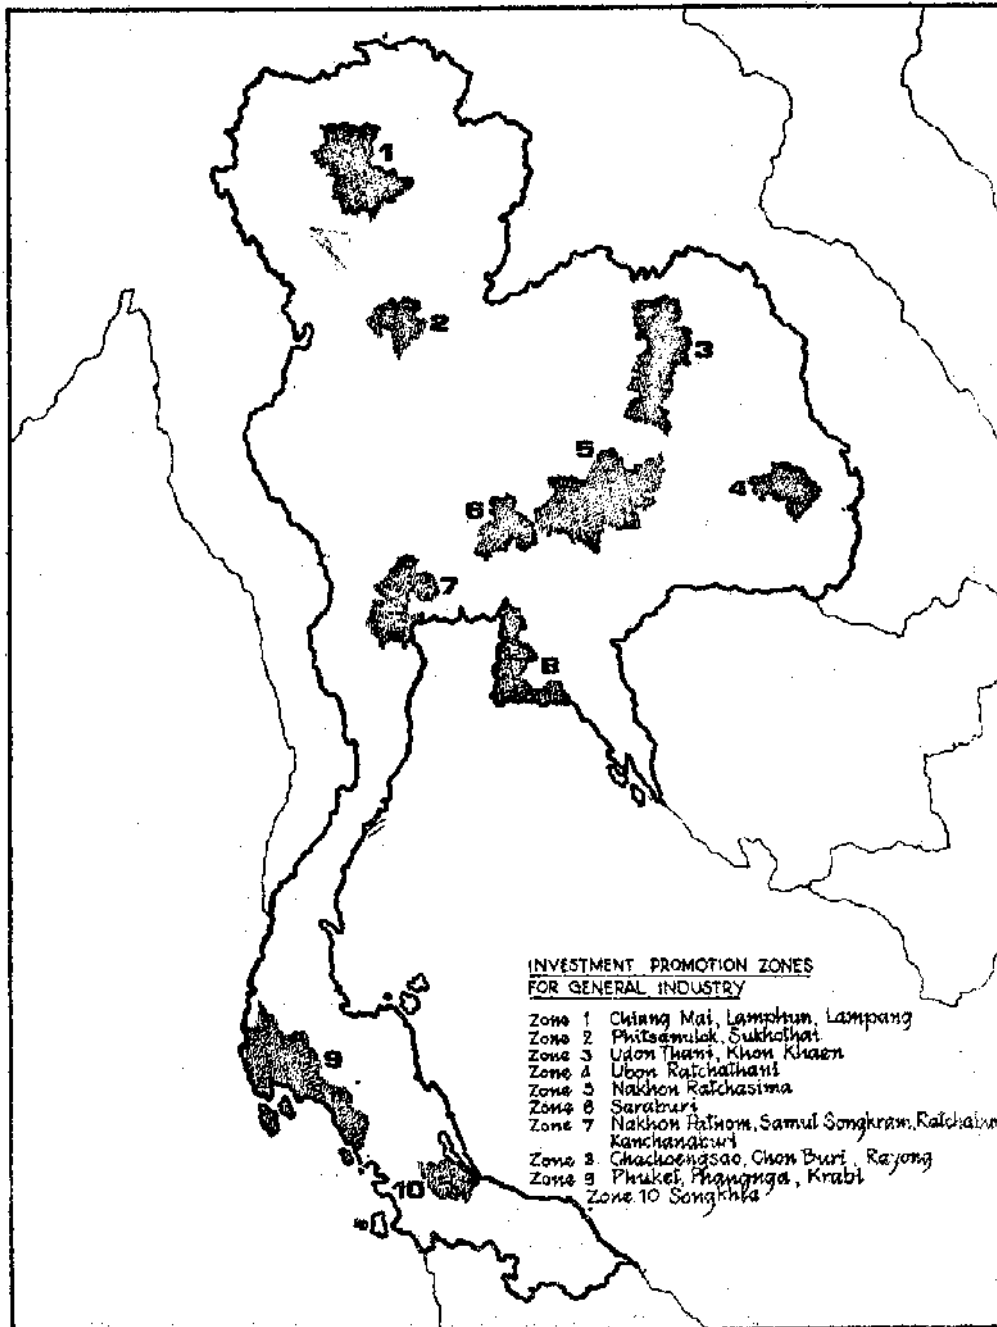 1
2
3
5
4
6
7
8
9
10
INVESTMENT PROMOTION ZONES
FOR GENERAL INDUSTRY
Zone 1 Chiang Mai, Lamphun, Lampang
Zone 2 Phitsanulok, Sukhothai
Zone 3 Udon Thani, Khon Khaen
Zone 4 Ubon Ratchathani
Zone 5 Nakhon Ratchasima
Zone 6 Saraburi
Zone 7 Nakhon Pathom, Samut Songkram,
Kanchanaburi
Zone 8. Chachoengsao, Chon Buri, Rayong
Zone 9 Phuket, Phangnga, Krabi
Zone 10 Songkhla